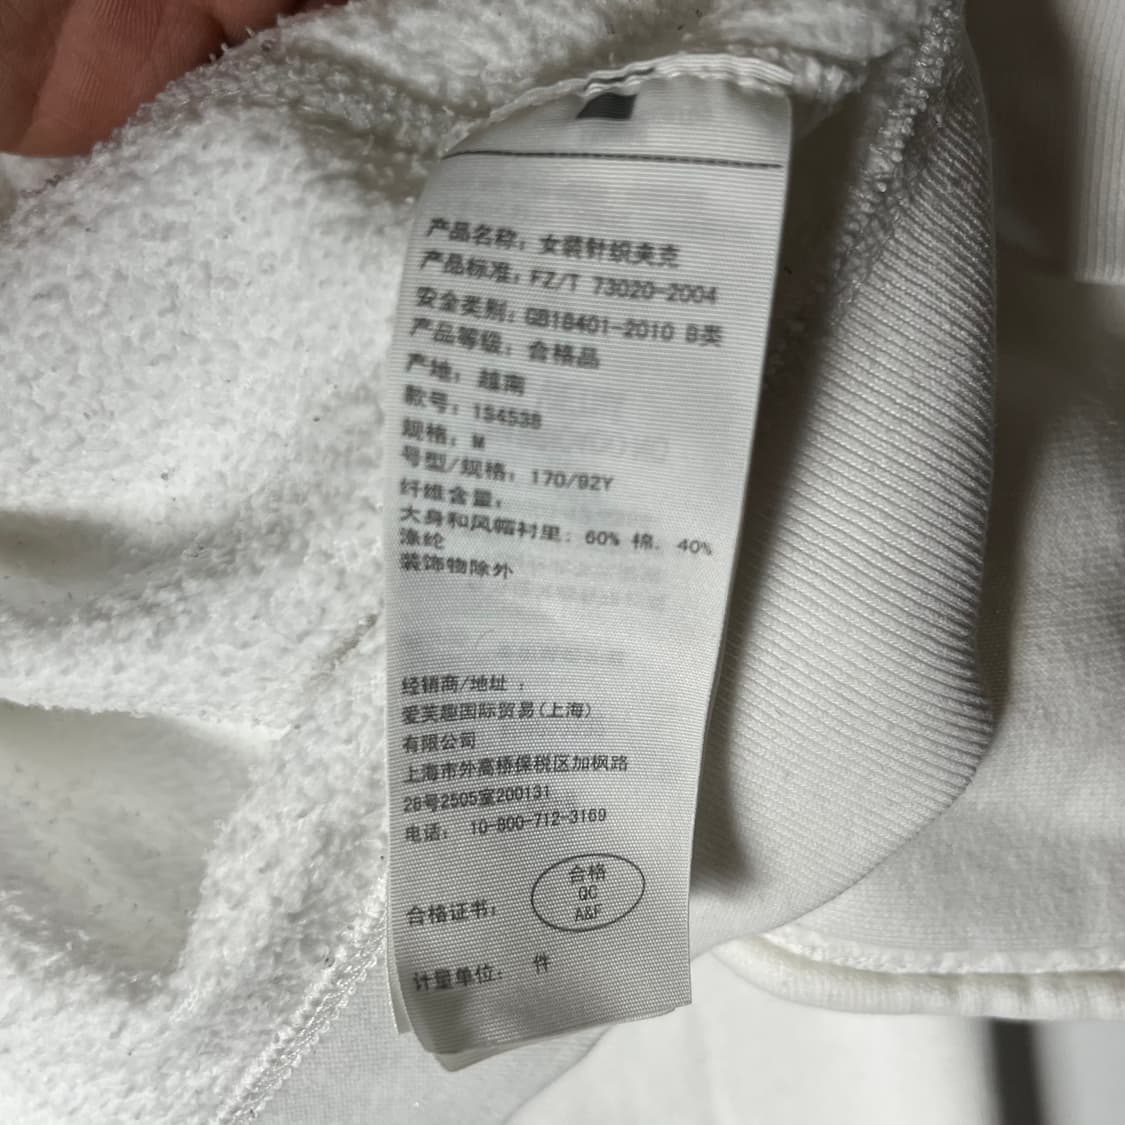 产品名称：女装针织夹克
产品标准：FZ/T 73020-2004
安全类别：GB18401-2010 B类
产品等级：合格品
产地：越南
款号：154538
规格：M
号型/规格：170/92Y
纤维含量：
大身和风帽衬里：60% 棉，40%
涤纶
装饰物除外
经销商/地址：
爱芙趣国际贸易(上海)
有限公司
上海市外高桥保税区加枫路
28号2505室200131
电话： 10-800-712-3169
合格证书：
合格
QC
A&F
计量单位： 件